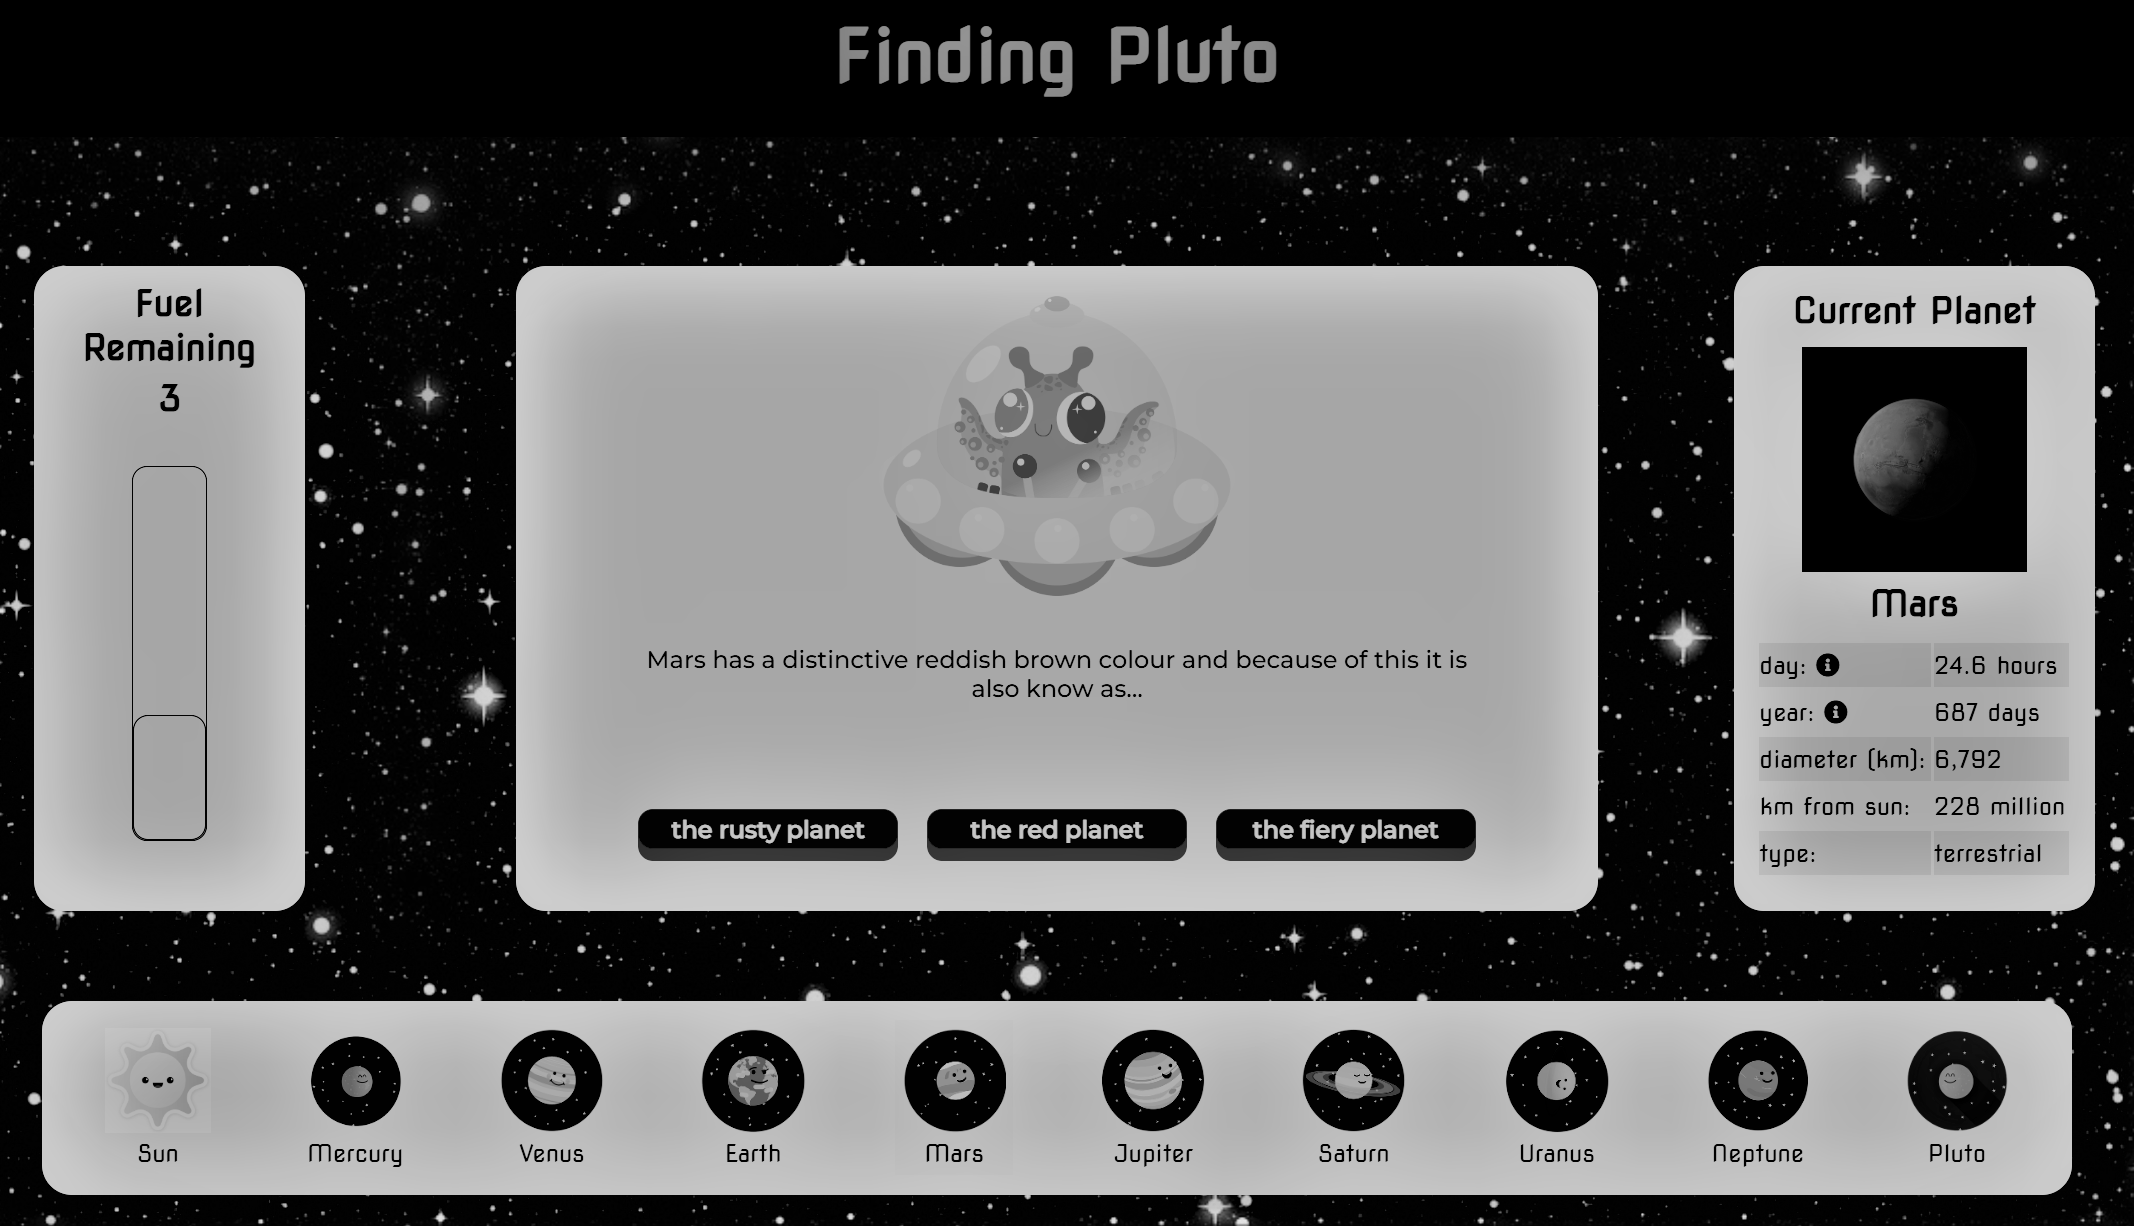 Finding Pluto
Fuel
Remaining
3
Mars has a distinctive reddish brown colour and because of this it is
also know as...
the rusty planet
the red planet
the fiery planet
Current Planet
Mars
day: 24.6 hours
year: 687 days
diameter (km): 6,792
km from sun: 228 million
type: terrestrial
Sun
Mercury
Venus
Earth
Mars
Jupiter
Saturn
Uranus
Neptune
Pluto